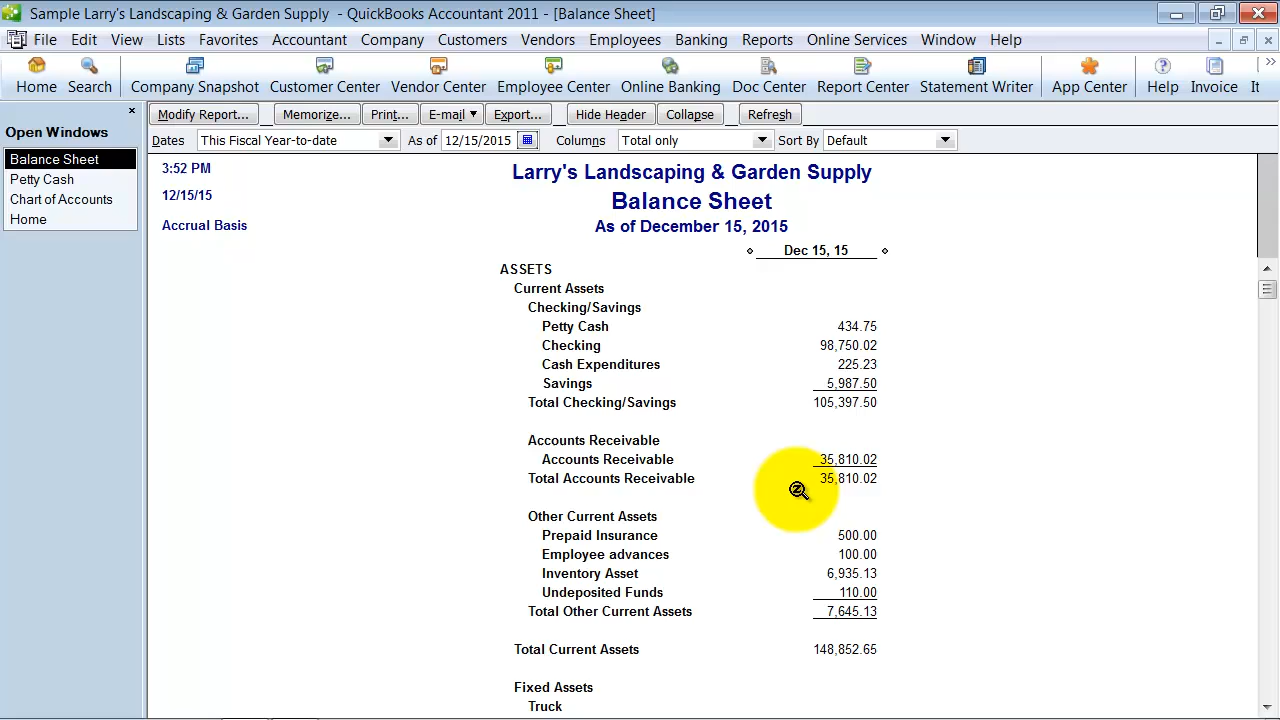 Sample Larry's Landscaping & Garden Supply - QuickBooks Accountant 2011 - [Balance Sheet]
File Edit View Lists Favorites Accountant Company Customers Vendors Employees Banking Reports Online Services Window Help
Home Search Company Snapshot Customer Center Vendor Center Employee Center Online Banking Doc Center Report Center Statement Writer App Center Help Invoice It
Open Windows
Balance Sheet
Petty Cash
Chart of Accounts
Home
Modify Report... Memorize... Print... E-mail Export... Hide Header Collapse Refresh
Dates This Fiscal Year-to-date As of 12/15/2015 Columns Total only Sort By Default
3:52 PM
12/15/15
Accrual Basis
Larry's Landscaping & Garden Supply
Balance Sheet
As of December 15, 2015
Dec 15, 15
ASSETS
Current Assets
Checking/Savings
Petty Cash 434.75
Checking 98,750.02
Cash Expenditures 225.23
Savings 5,987.50
Total Checking/Savings 105,397.50
Accounts Receivable
Accounts Receivable 35,810.02
Total Accounts Receivable 35,810.02
Other Current Assets
Prepaid Insurance 500.00
Employee advances 100.00
Inventory Asset 6,935.13
Undeposited Funds 110.00
Total Other Current Assets 7,645.13
Total Current Assets 148,852.65
Fixed Assets
Truck